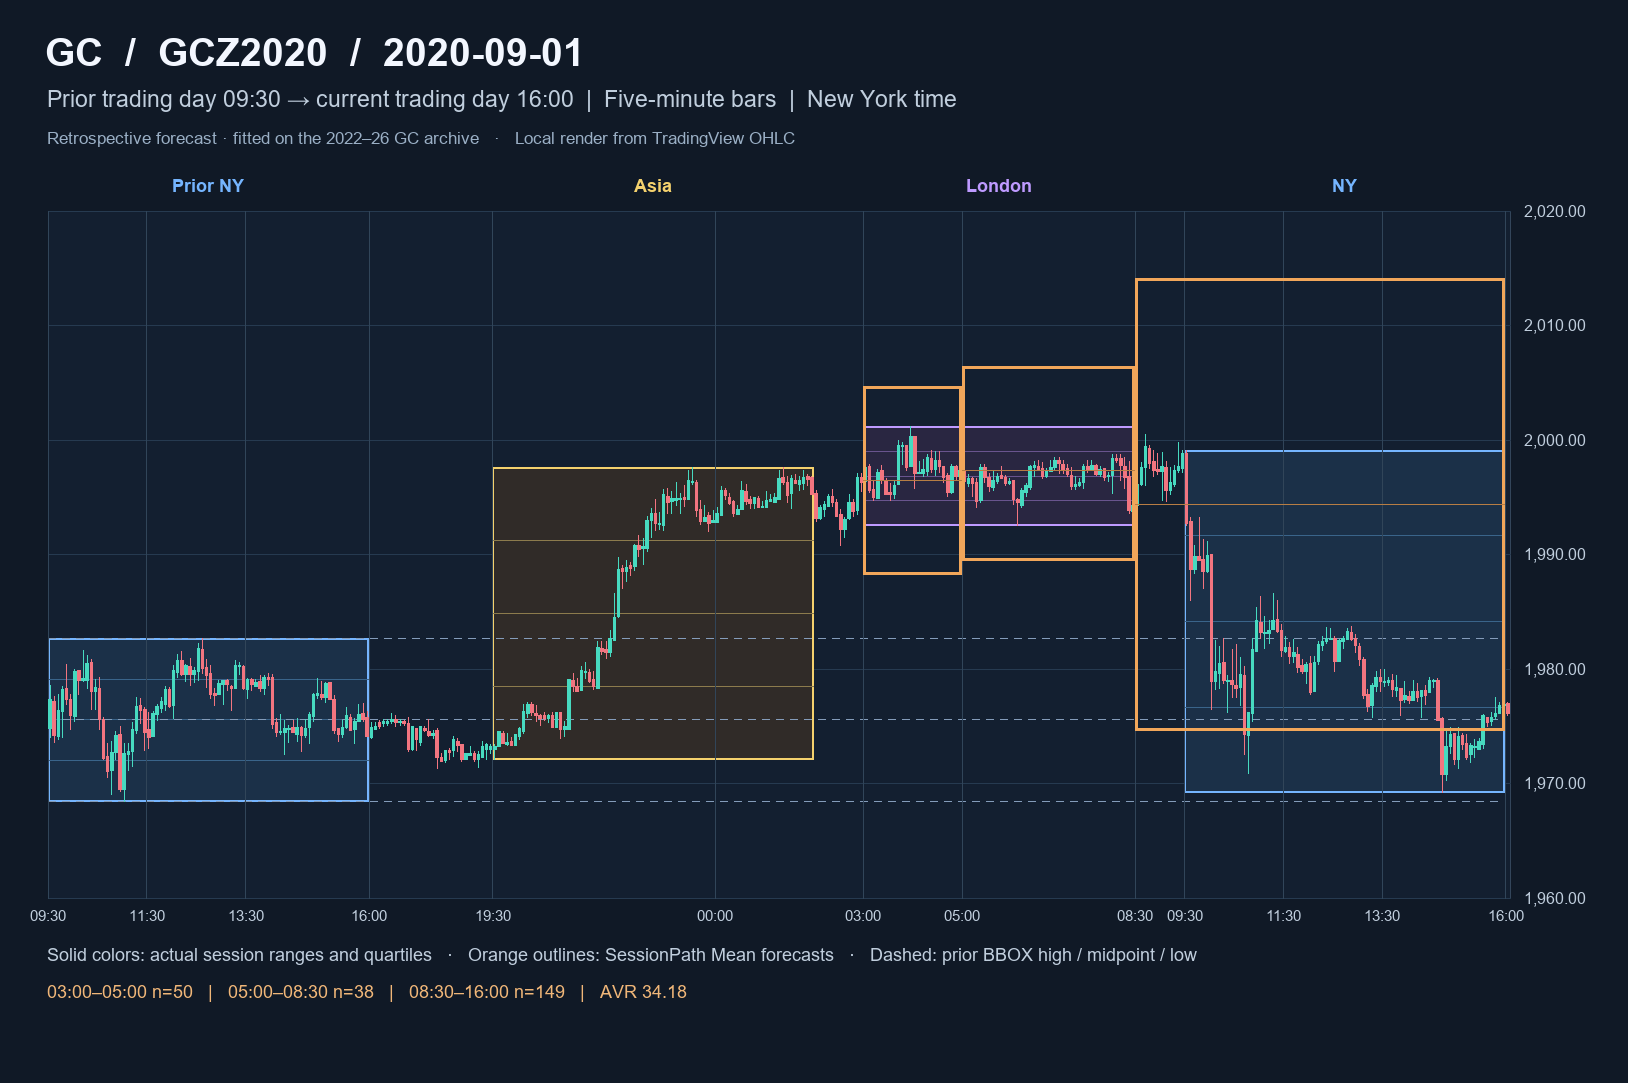 GC / GCZ2020 / 2020-09-01
Prior trading day 09:30 → current trading day 16:00 | Five-minute bars | New York time
Retrospective forecast · fitted on the 2022–26 GC archive · Local render from TradingView OHLC
Prior NY Asia London NY
2,020.00
2,010.00
2,000.00
1,990.00
1,980.00
1,970.00
1,960.00
09:30 11:30 13:30 16:00 19:30 00:00 03:00 05:00 08:30 09:30 11:30 13:30 16:00
Solid colors: actual session ranges and quartiles · Orange outlines: SessionPath Mean forecasts · Dashed: prior BBOX high / midpoint / low
03:00–05:00 n=50 | 05:00–08:30 n=38 | 08:30–16:00 n=149 | AVR 34.18